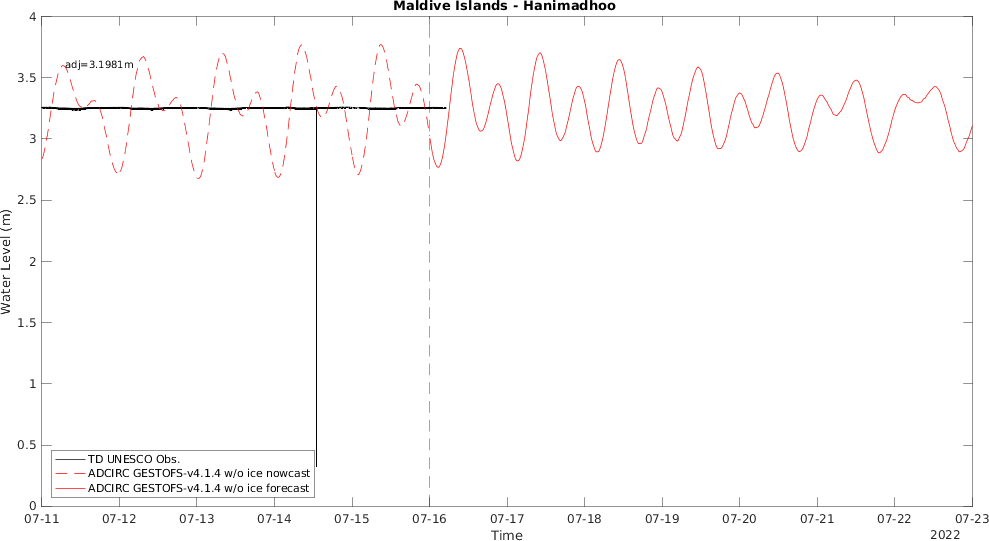 Maldive Islands - Hanimadhoo
4
3.5
3
2.5
2
1.5
1
0.5
0
Water Level (m)
adj=3.1981m
TD UNESCO Obs.
ADCIRC GESTOFS-v4.1.4 w/o ice nowcast
ADCIRC GESTOFS-v4.1.4 w/o ice forecast
07-11 07-12 07-13 07-14 07-15 07-16 07-17 07-18 07-19 07-20 07-21 07-22 07-23
Time
2022